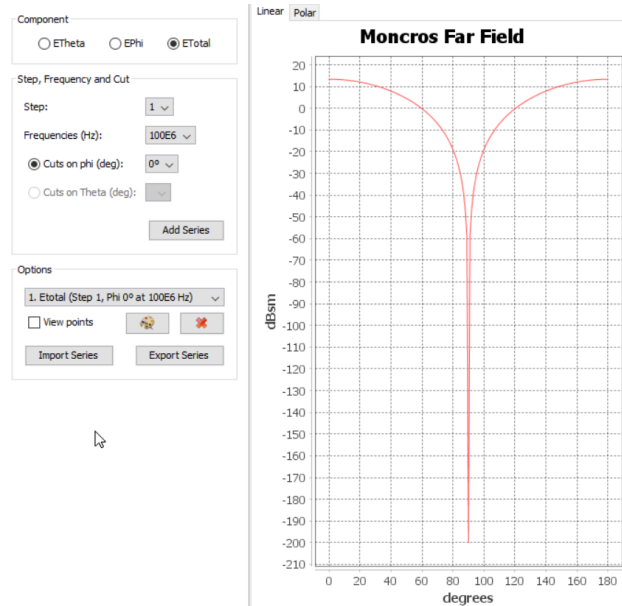 Component
ETheta EPhi ETotal
Step, Frequency and Cut
Step: 1
Frequencies (Hz): 100E6
Cuts on phi (deg): 0º
Cuts on Theta (deg):
Add Series
Options
1. Etotal (Step 1, Phi 0º at 100E6 Hz)
View points
Import Series Export Series
Linear Polar
Moncros Far Field
20
10
0
-10
-20
-30
-40
-50
-60
-70
-80
-90
-100
-110
-120
-130
-140
-150
-160
-170
-180
-190
-200
-210
dBsm
0 20 40 60 80 100 120 140 160 180
degrees